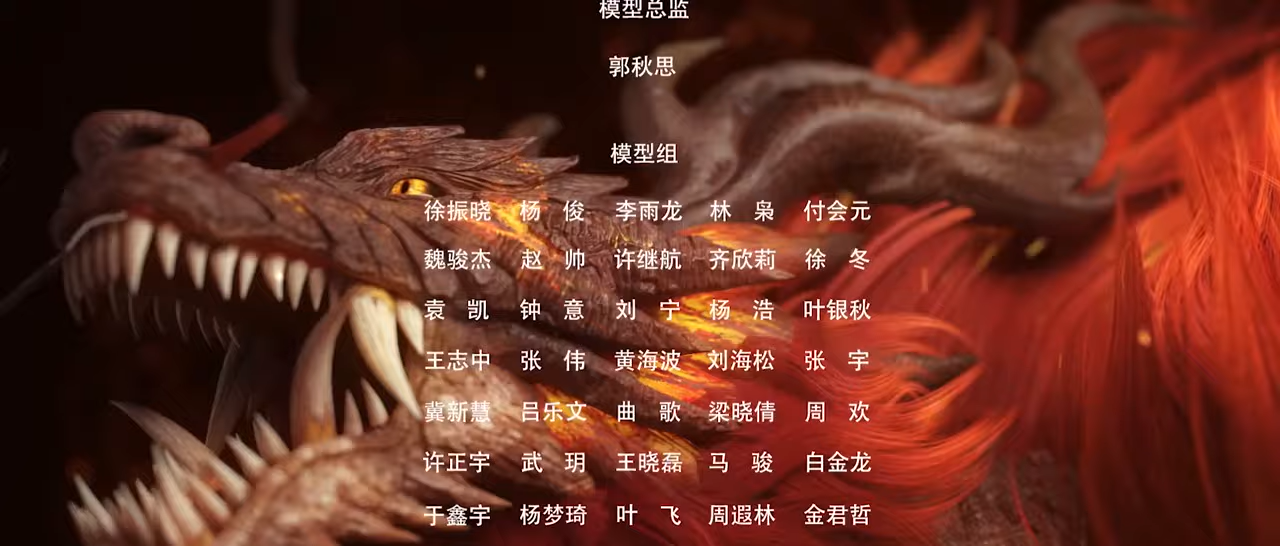 模型总监
郭秋思
模型组
徐振晓 杨 俊 李雨龙 林 枭 付会元
魏骏杰 赵 帅 许继航 齐欣莉 徐 冬
袁 凯 钟 意 刘 宁 杨 浩 叶银秋
王志中 张 伟 黄海波 刘海松 张 宇
冀新慧 吕乐文 曲 歌 梁晓倩 周 欢
许正宇 武 玥 王晓磊 马 骏 白金龙
于鑫宇 杨梦琦 叶 飞 周遐林 金君哲